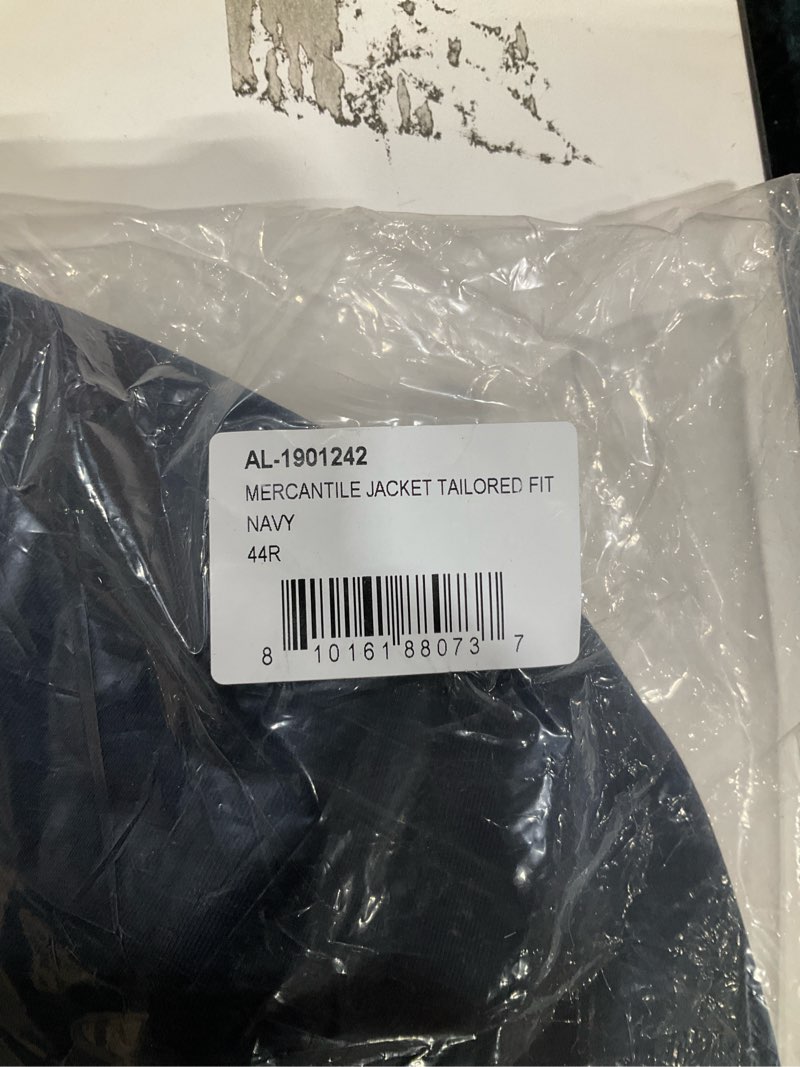 AL-1901242
MERCANTILE JACKET TAILORED FIT
NAVY
44R
8 10161 88073 7